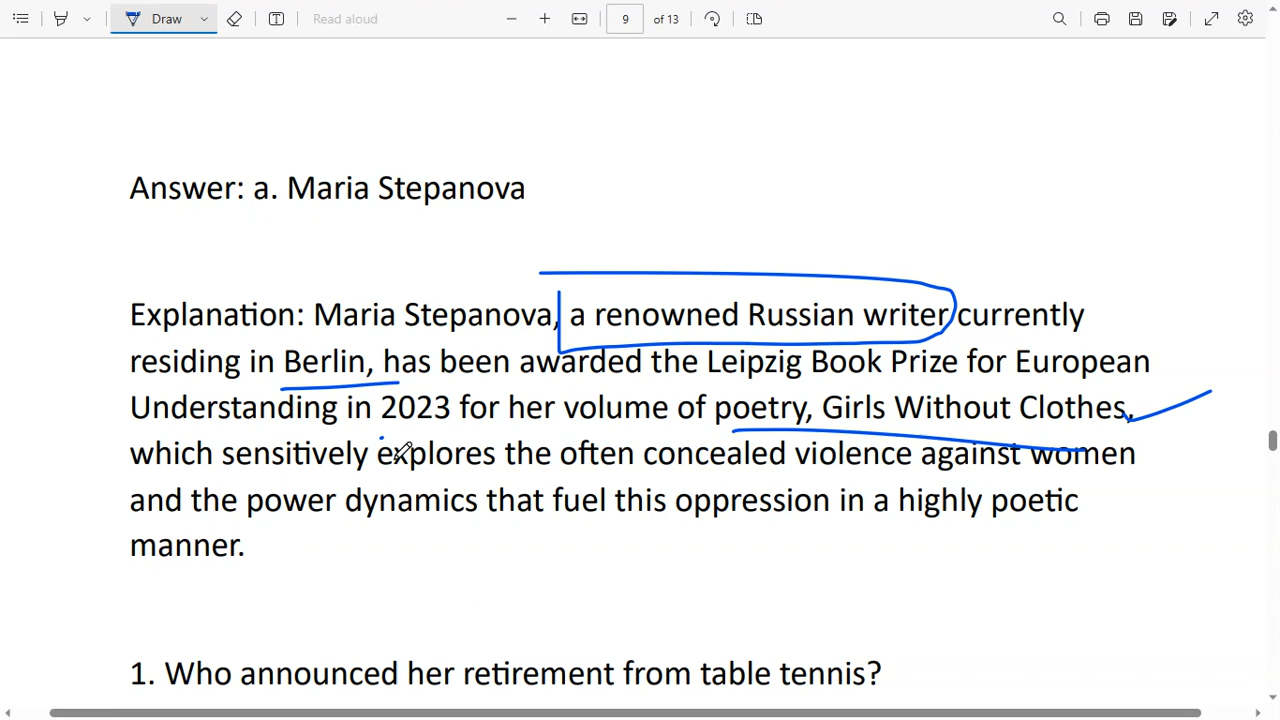 Draw
Read aloud
9 of 13
Answer: a. Maria Stepanova
Explanation: Maria Stepanova, a renowned Russian writer currently
residing in Berlin, has been awarded the Leipzig Book Prize for European
Understanding in 2023 for her volume of poetry, Girls Without Clothes,
which sensitively explores the often concealed violence against women
and the power dynamics that fuel this oppression in a highly poetic
manner.
1. Who announced her retirement from table tennis?